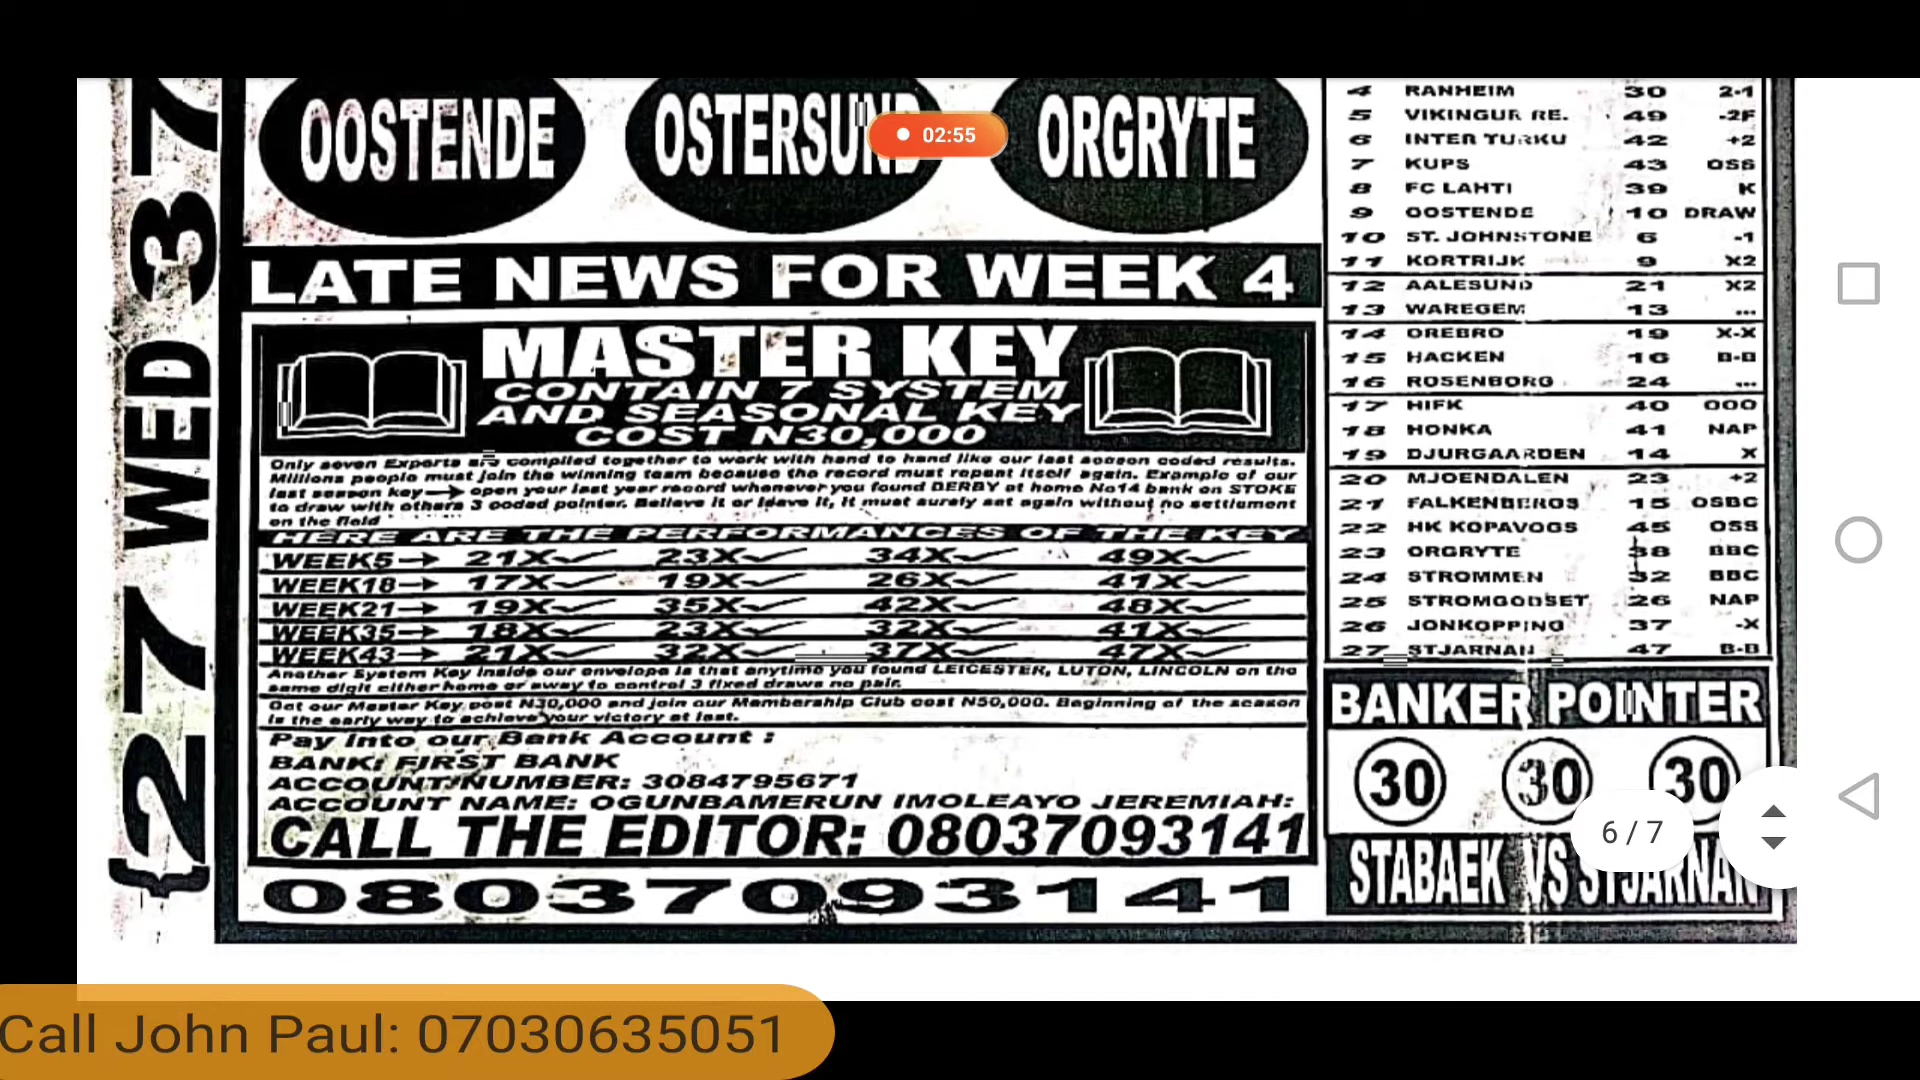 27 WED 37
OOSTENDE OSTERSUND ORGRYTE
02:55
LATE NEWS FOR WEEK 4
MASTER KEY
CONTAIN 7 SYSTEM
AND SEASONAL KEY
COST N30,000
Only seven Experts are compiled together to work with hand to hand like our last season coded results.
Millions people must join the winning team because the record must repeat itself again. Example of our
last season key → open your last year record whenever you found DERBY at home No14 bank on STOKE
to draw with others 3 coded pointer. Believe it or leave it, it must surely set again without no settlement
on the field
HERE ARE THE PERFORMANCES OF THE KEY
WEEK5→ 21X✓ 23X✓ 34X✓ 49X✓
WEEK18→ 17X✓ 19X✓ 26X✓ 41X✓
WEEK21→ 19X✓ 35X✓ 42X✓ 48X✓
WEEK35→ 18X✓ 23X✓ 32X✓ 41X✓
WEEK43→ 21X✓ 32X✓ 37X✓ 47X✓
Another System Key inside our envelope is that anytime you found LEICESTER, LUTON, LINCOLN on the
same digit either home or away to control 3 fixed draws no pair.
Get our Master Key cost N30,000 and join our Membership Club cost N50,000. Beginning of the season
is the early way to achieve your victory at last.
Pay into our Bank Account :
BANK: FIRST BANK
ACCOUNT NUMBER: 3084795671
ACCOUNT NAME: OGUNBAMERUN IMOLEAYO JEREMIAH:
CALL THE EDITOR: 08037093141
08037093141
4 RANHEIM 30 2-1
5 VIKINGUR RE. 49 -2F
6 INTER TURKU 42 +2
7 KUPS 43 OSS
8 FC LAHTI 39 K
9 OOSTENDE 10 DRAW
10 ST. JOHNSTONE 6 -1
11 KORTRIJK 9 X2
12 AALESUND 21 X2
13 WAREGEM 13 ...
14 OREBRO 19 X-X
15 HACKEN 16 B-B
16 ROSENBORG 24 ...
17 HIFK 40 OOO
18 HONKA 41 NAP
19 DJURGAARDEN 14 X
20 MJOENDALEN 23 +2
21 FALKENBERGS 15 OSBC
22 HK KOPAVOGS 45 OSS
23 ORGRYTE 38 BBC
24 STROMMEN 32 BBC
25 STROMGODSET 26 NAP
26 JONKOPPING 37 -X
27 STJARNAN 47 B-B
BANKER POINTER
30 30 30
6 / 7
STABAEK VS STJARNAN
Call John Paul: 07030635051